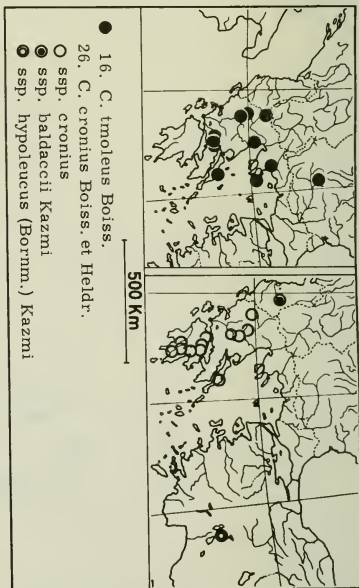 16. C. tmoleus Boiss.
26. C. cronius Boiss. et Heldr.
ssp. cronius
ssp. baldaccii Kazmi
ssp. hypoleucus (Bornm.) Kazmi
500 Km